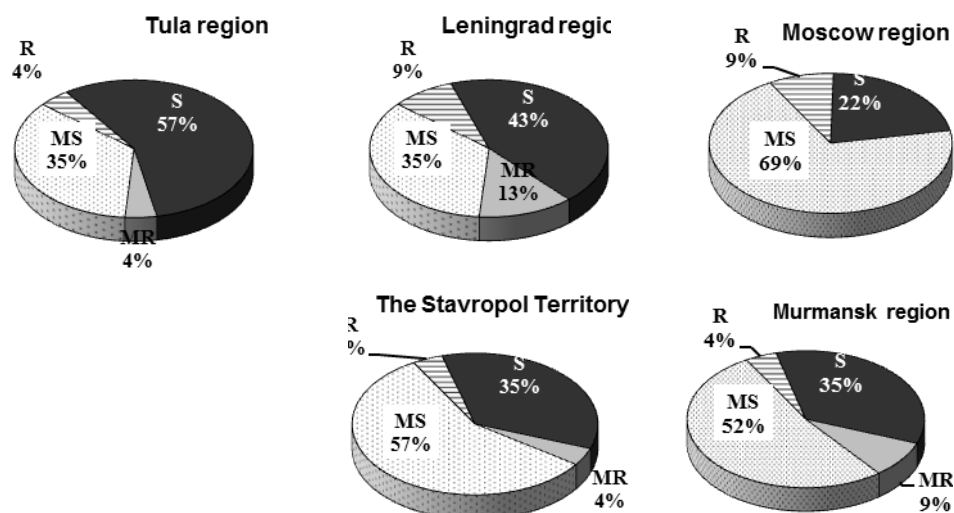 Tula region
R
4%
S
57%
MS
35%
MR
4%
Leningrad regic
R
9%
S
43%
MS
35%
MR
13%
Moscow region
R
9%
S
22%
MS
69%
The Stavropol Territory
R
%
S
35%
MS
57%
MR
4%
Murmansk region
R
4%
S
35%
MS
52%
MR
9%